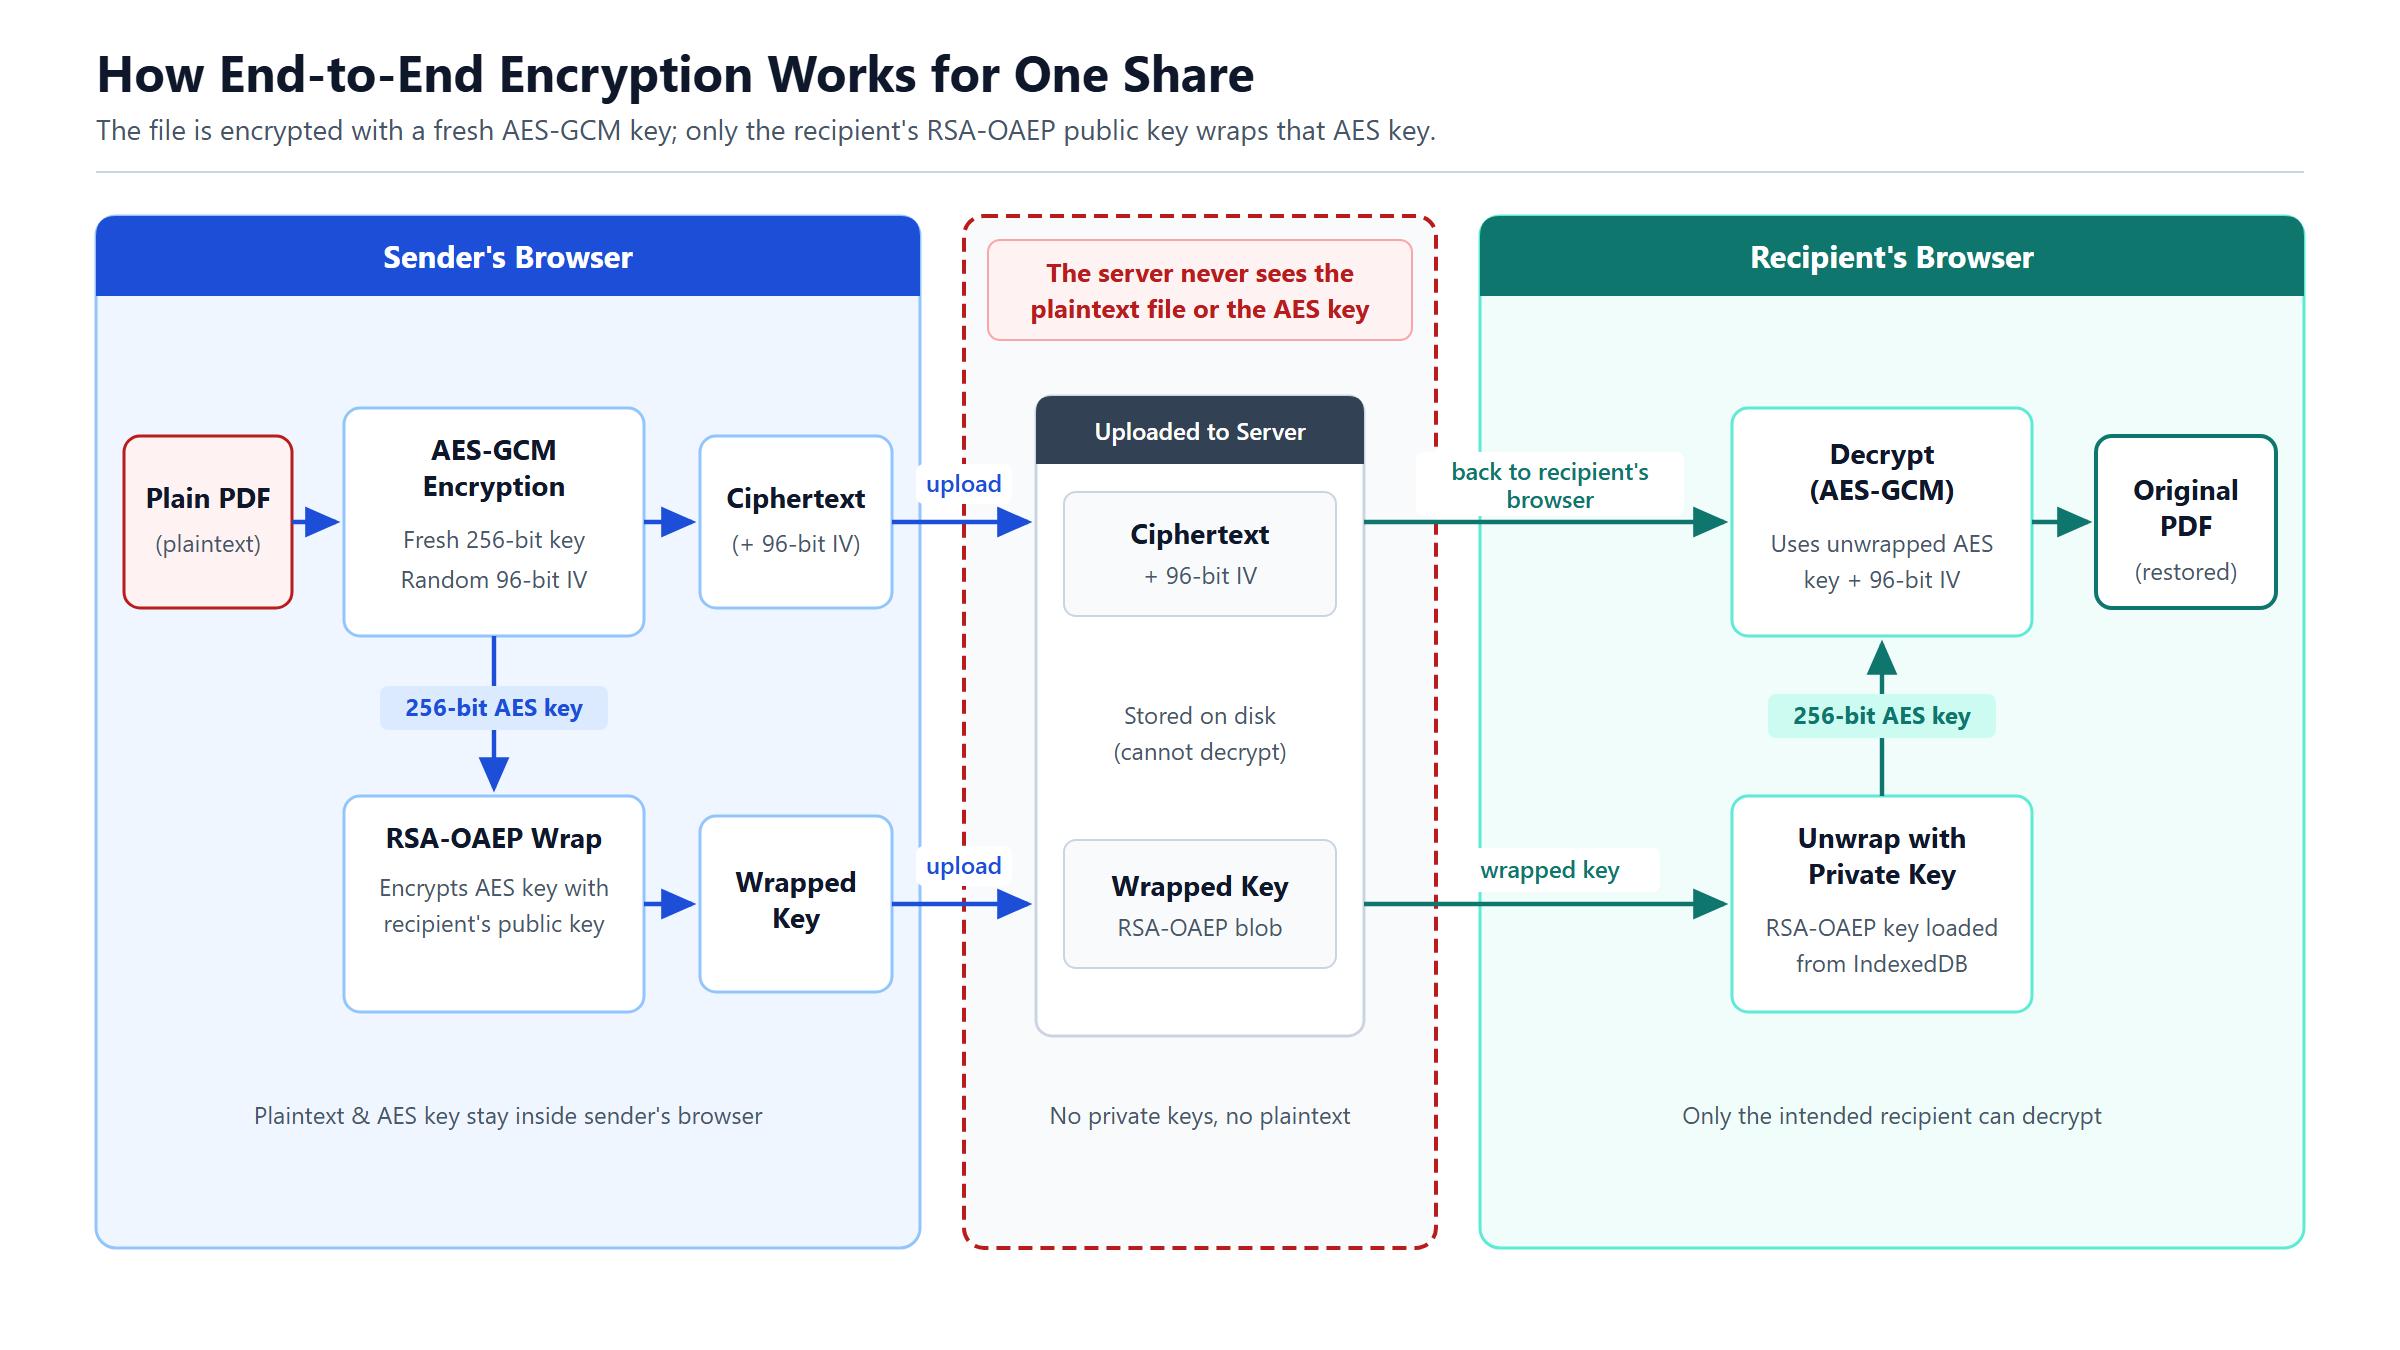 How End-to-End Encryption Works for One Share
The file is encrypted with a fresh AES-GCM key; only the recipient's RSA-OAEP public key wraps that AES key.
Sender's Browser
Plain PDF
(plaintext)
AES-GCM
Encryption
Fresh 256-bit key
Random 96-bit IV
Ciphertext
(+ 96-bit IV)
256-bit AES key
RSA-OAEP Wrap
Encrypts AES key with
recipient's public key
Wrapped
Key
Plaintext & AES key stay inside sender's browser
upload
upload
The server never sees the
plaintext file or the AES key
Uploaded to Server
Ciphertext
+ 96-bit IV
Stored on disk
(cannot decrypt)
Wrapped Key
RSA-OAEP blob
No private keys, no plaintext
back to recipient's
browser
wrapped key
Recipient's Browser
Decrypt
(AES-GCM)
Uses unwrapped AES
key + 96-bit IV
Original
PDF
(restored)
256-bit AES key
Unwrap with
Private Key
RSA-OAEP key loaded
from IndexedDB
Only the intended recipient can decrypt